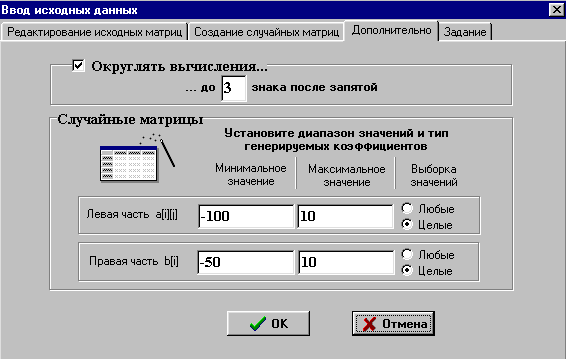 Ввод исходных данных
Редактирование исходных матриц Создание случайных матриц Дополнительно Задание
Округлять вычисления...
... до 3 знака после запятой
Случайные матрицы
Установите диапазон значений и тип
генерируемых коэффициентов
Минимальное значение Максимальное значение Выборка значений
Левая часть a[i][j] -100 10 Любые
Целые
Правая часть b[i] -50 10 Любые
Целые
OK Отмена